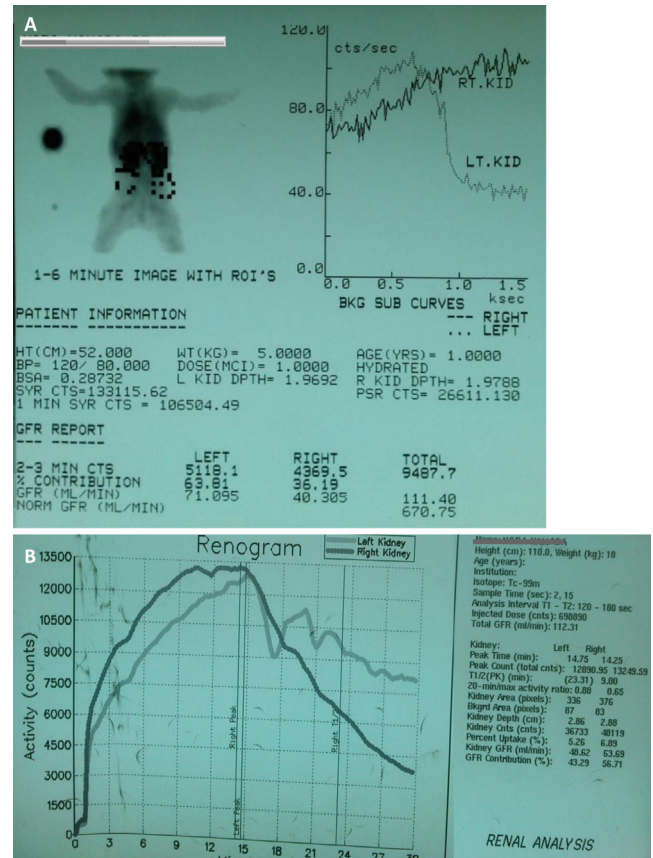 A
120.0
cts/sec
RT.KID
80.0
LT.KID
40.0
0.0
0.0 0.5 1.0 1.5
1-6 MINUTE IMAGE WITH ROI'S
BKG SUB CURVES ksec
--- RIGHT
... LEFT
PATIENT INFORMATION
------- -----------
HT(CM)=52.000 WT(KG)= 5.0000 AGE(YRS)= 1.0000
BP= 120/ 80.000 DOSE(MCI)= 1.0000 HYDRATED
BSA= 0.28732 L KID DPTH= 1.9692 R KID DPTH= 1.9788
SYR CTS=133115.62 PSR CTS= 26611.130
1 MIN SYR CTS = 106504.49
GFR REPORT
--- ------
LEFT RIGHT TOTAL
2-3 MIN CTS 5118.1 4369.5 9487.7
% CONTRIBUTION 63.81 36.19
GFR (ML/MIN) 71.095 40.305 111.40
NORM GFR (ML/MIN) 670.75
B
Renogram
Left Kidney
Right Kidney
13500
12000
10500
9000
7500
6000
4500
3000
1500
0
Activity (counts)
Right Peak
Left Peak
0 3 6 9 12 15 18 21 24 27 30
Height (cm): 110.0, Weight (kg): 18
Age (years):
Institution:
Isotope: Tc-99m
Sample Time (sec): 2, 15
Analysis Interval T1 - T2: 120 - 180 sec
Injected Dose (cnts): 698890
Total GFR (ml/min): 112.31
Kidney: Left Right
Peak Time (min): 14.75 14.25
Peak Count (total cnts): 12890.95 13249.59
T1/2(PK) (min): (23.31) 9.00
20-min/max activity ratio: 0.88 0.65
Kidney Area (pixels): 336 376
Bkgrd Area (pixels): 87 83
Kidney Depth (cm): 2.86 2.88
Kidney Cnts (cnts): 36733 48119
Percent Uptake (%): 5.26 6.89
Kidney GFR (ml/min): 48.62 63.69
GFR Contribution (%): 43.29 56.71
RENAL ANALYSIS